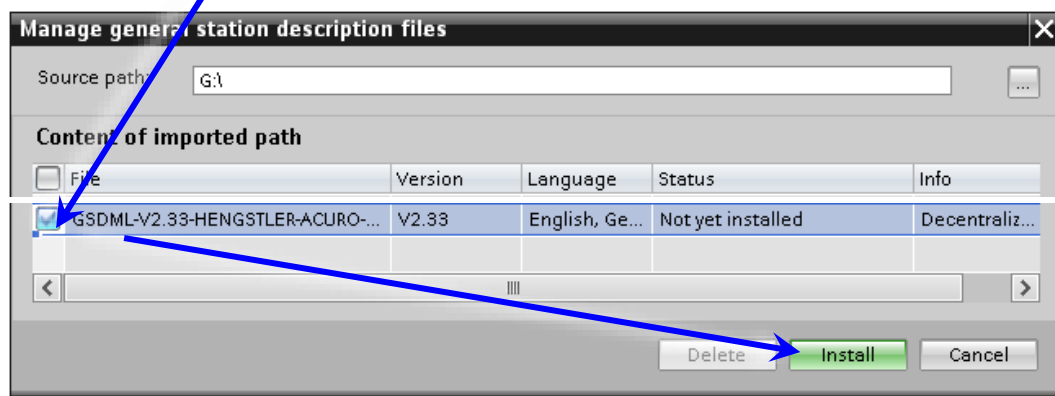 Manage general station description files
Source path: G:\ ...
Content of imported path
File Version Language Status Info
GSDML-V2.33-HENGSTLER-ACURO-... V2.33 English, Ge... Not yet installed Decentraliz...
Delete Install Cancel